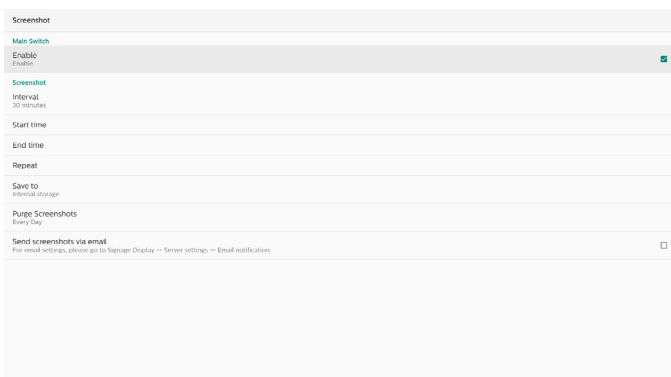 Screenshot
Main Switch
Enable
Enable
Screenshot
Interval
30 minutes
Start time
End time
Repeat
Save to
Internal storage
Purge Screenshots
Every Day
Send screenshots via email
For email settings, please go to Signage Display -- Server settings -- Email notification.